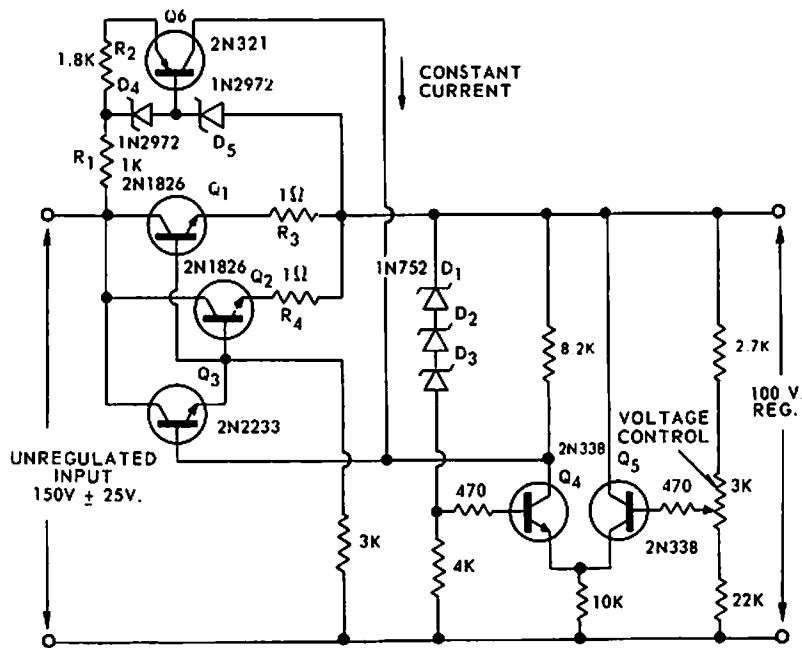 Q6
R2
2N321
1.8K
CONSTANT
CURRENT
D4
1N2972
1N2972
D5
R1
1K
2N1826
Q1
1Ω
R3
2N1826
Q2
1Ω
R4
1N752
D1
D2
D3
8.2K
2.7K
Q3
2N2233
100 V.
REG.
VOLTAGE
CONTROL
UNREGULATED
INPUT
150V ± 25V.
2N338
Q4
Q5
470
470
3K
2N338
3K
4K
10K
22K